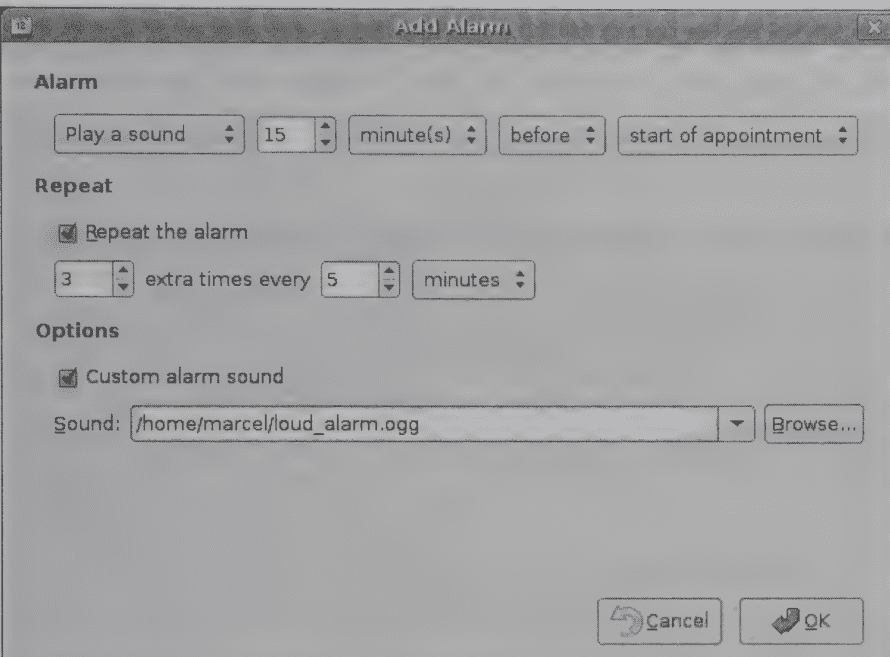 12 Add Alarm
Alarm
Play a sound 15 minute(s) before start of appointment
Repeat
Repeat the alarm
3 extra times every 5 minutes
Options
Custom alarm sound
Sound: /home/marcel/loud_alarm.ogg Browse...
Cancel OK